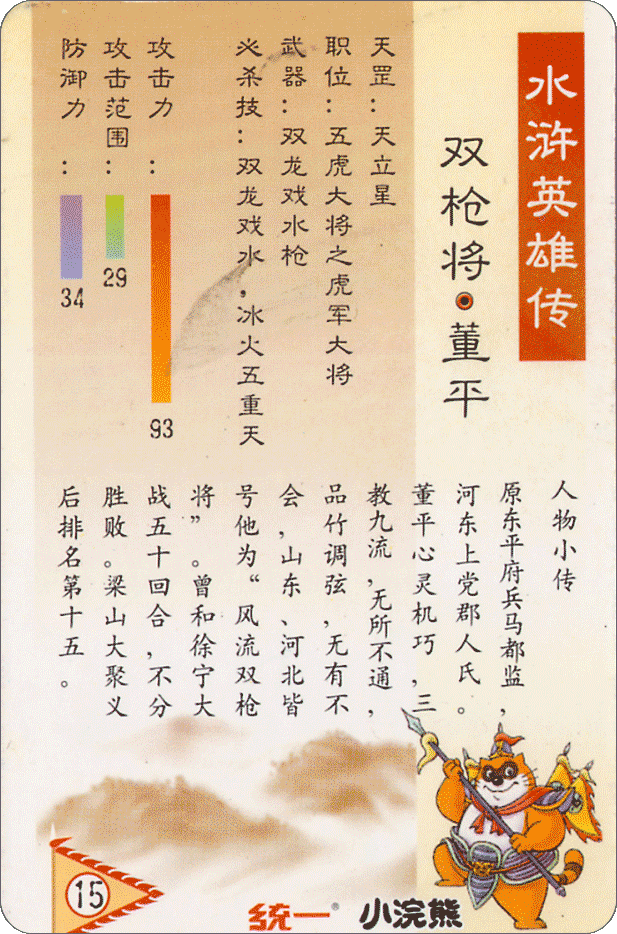 水浒英雄传
双枪将·董平
天罡：天立星
职位：五虎大将之虎军大将
武器：双龙戏水枪
必杀技：双龙戏水，冰火五重天
攻击力：
93
攻击范围：
29
防御力：
34
人物小传
原东平府兵马都监，
河东上党郡人氏。
董平心灵机巧，三
教九流，无所不通，
品竹调弦，无有不
会，山东、河北皆
号他为“风流双枪
将”。曾和徐宁大
战五十回合，不分
胜败。梁山大聚义
后排名第十五。
15
统一®
小浣熊